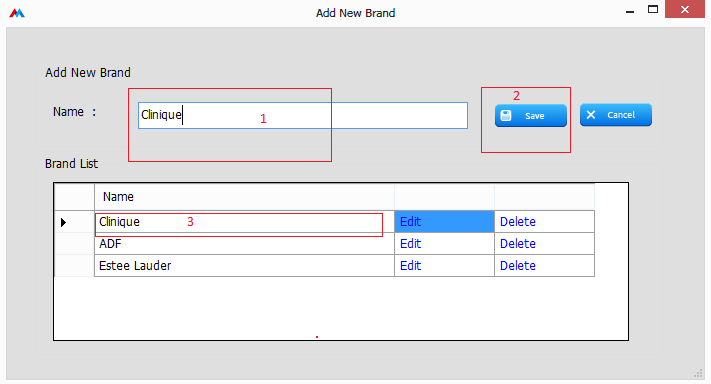 Add New Brand
Add New Brand
Name :
Clinique
1
2
Save
Cancel
Brand List
Name
Clinique 3 Edit Delete
ADF Edit Delete
Estee Lauder Edit Delete